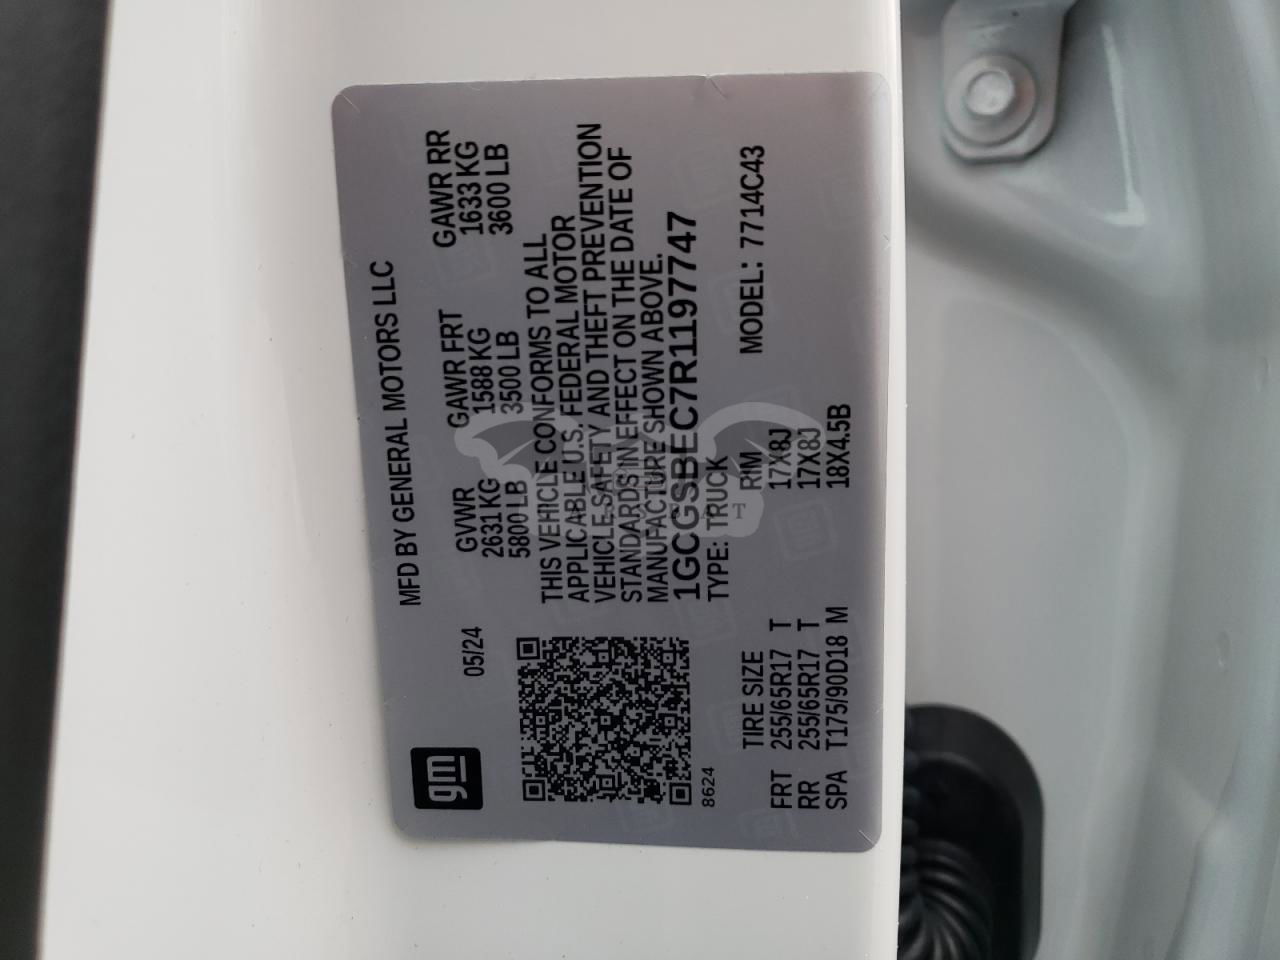 MFD BY GENERAL MOTORS LLC
gm
05/24
GVWR GAWR FRT GAWR RR
2631 KG 1588 KG 1633 KG
5800 LB 3500 LB 3600 LB
THIS VEHICLE CONFORMS TO ALL
APPLICABLE U.S. FEDERAL MOTOR
VEHICLE SAFETY AND THEFT PREVENTION
STANDARDS IN EFFECT ON THE DATE OF
MANUFACTURE SHOWN ABOVE.
1GCGSBEC7R1197747
TYPE: TRUCK
8624
MODEL: 7714C43
TIRE SIZE RIM
FRT 255/65R17 T 17X8J
RR 255/65R17 T 17X8J
SPA T175/90D18 M 18X4.5B